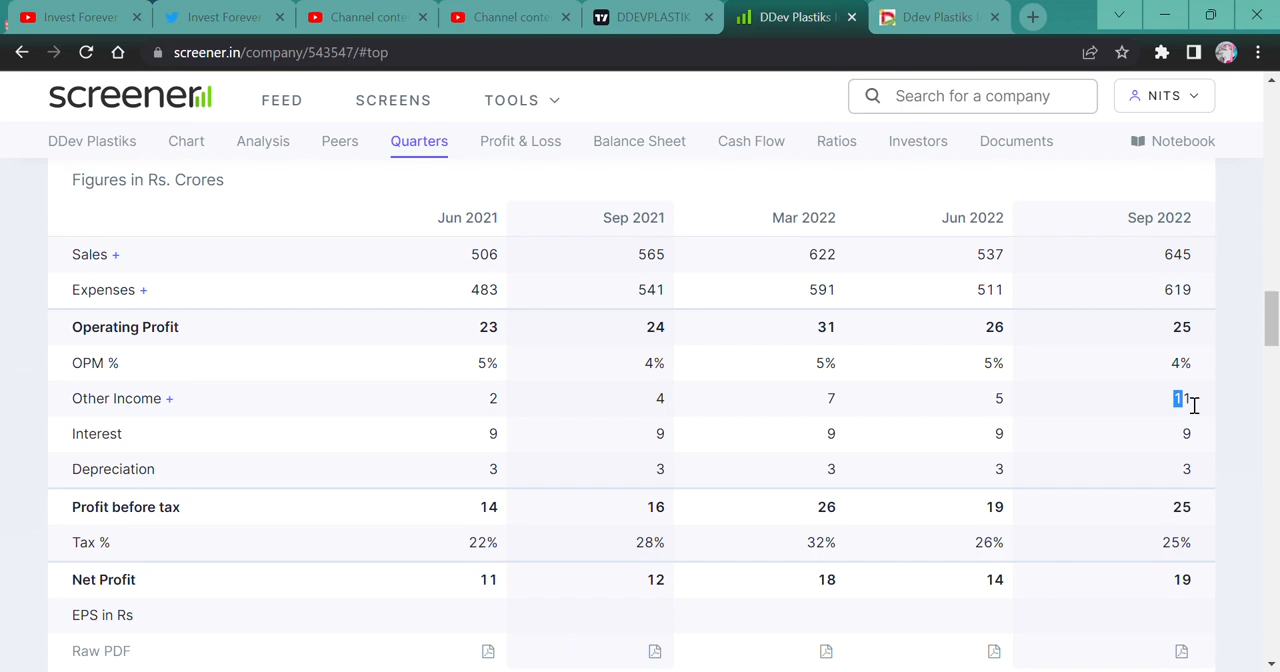 Invest Forever
Invest Forever
Channel conte
Channel conte
DDEVPLASTIK
DDev Plastiks
Ddev Plastiks
screener.in/company/543547/#top
screener
FEED
SCREENS
TOOLS
Search for a company
NITS
DDev Plastiks
Chart
Analysis
Peers
Quarters
Profit & Loss
Balance Sheet
Cash Flow
Ratios
Investors
Documents
Notebook
Figures in Rs. Crores
Jun 2021 Sep 2021 Mar 2022 Jun 2022 Sep 2022
Sales + 506 565 622 537 645
Expenses + 483 541 591 511 619
Operating Profit 23 24 31 26 25
OPM % 5% 4% 5% 5% 4%
Other Income + 2 4 7 5 11
Interest 9 9 9 9 9
Depreciation 3 3 3 3 3
Profit before tax 14 16 26 19 25
Tax % 22% 28% 32% 26% 25%
Net Profit 11 12 18 14 19
EPS in Rs
Raw PDF